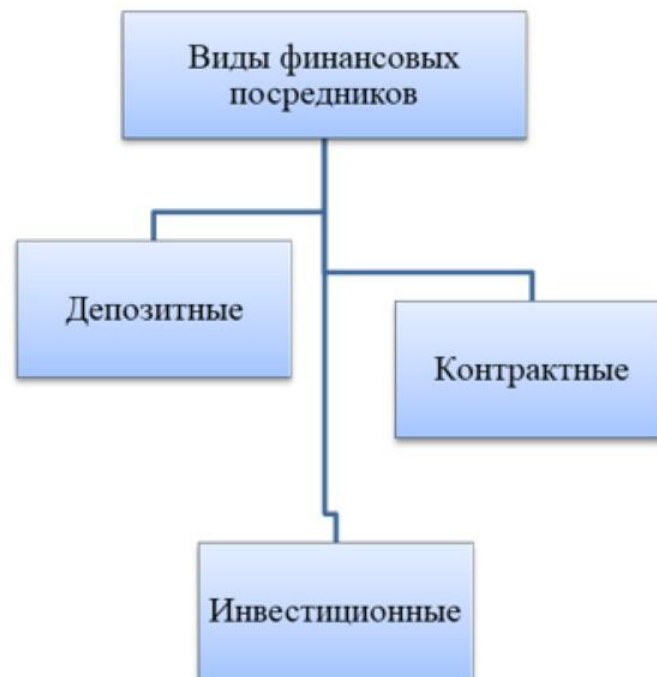 Виды финансовых
посредников
Депозитные
Контрактные
Инвестиционные